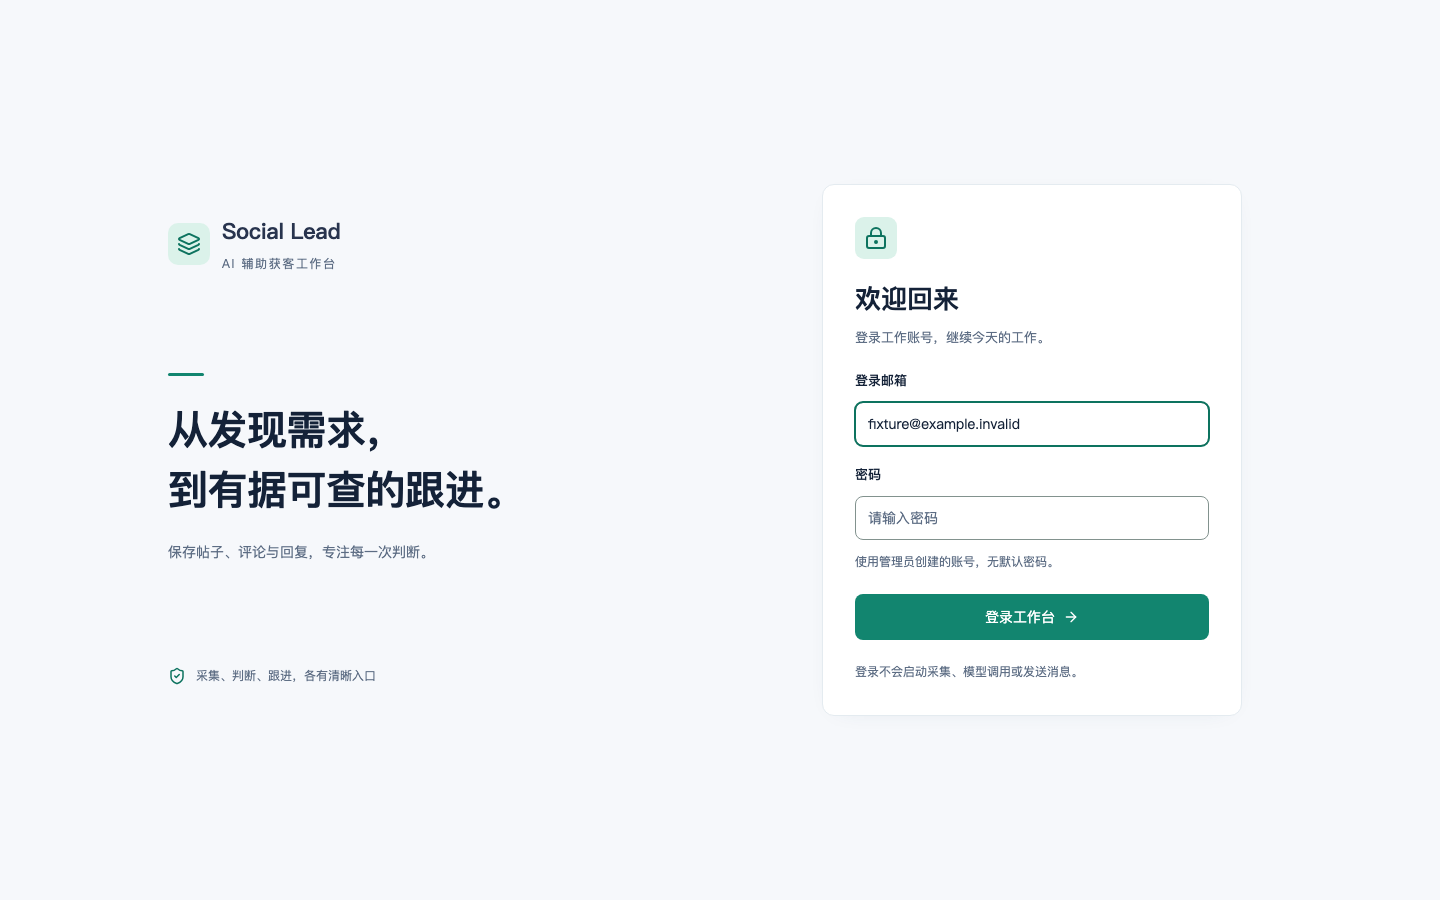 Social Lead
AI 辅助获客工作台
从发现需求，
到有据可查的跟进。
保存帖子、评论与回复，专注每一次判断。
采集、判断、跟进，各有清晰入口
欢迎回来
登录工作账号，继续今天的工作。
登录邮箱
fixture@example.invalid
密码
请输入密码
使用管理员创建的账号，无默认密码。
登录工作台 →
登录不会启动采集、模型调用或发送消息。